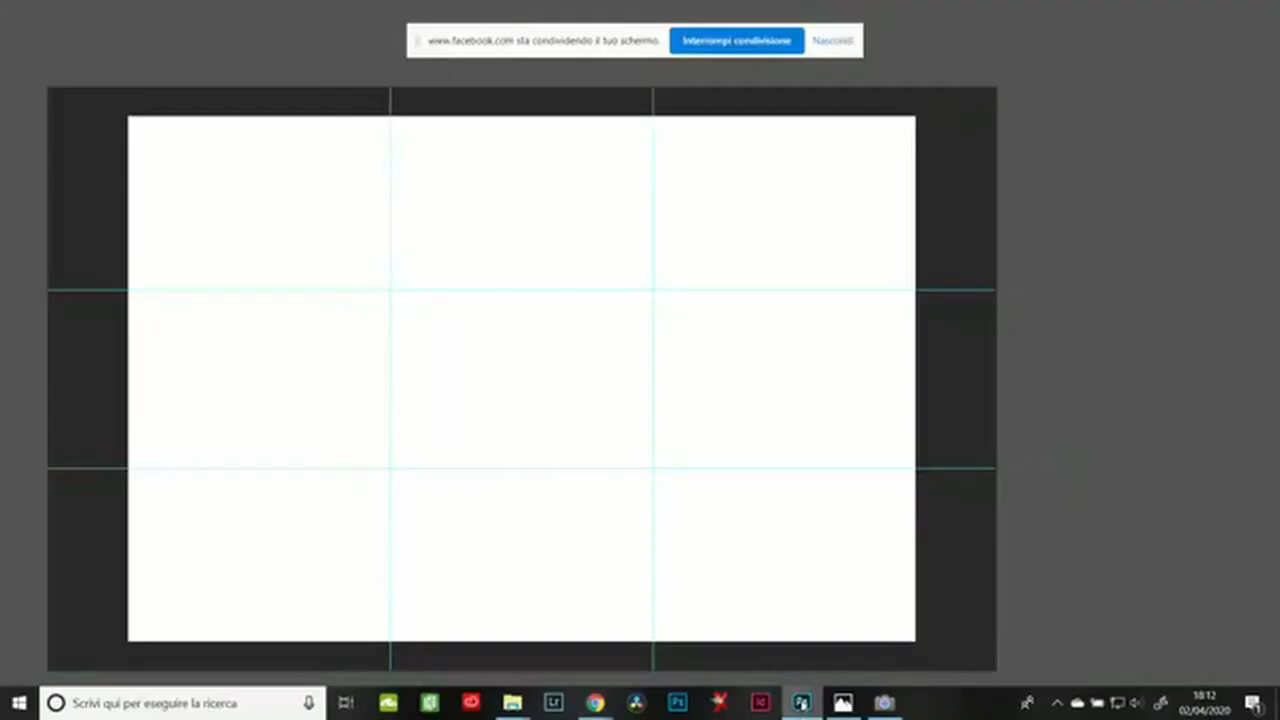 www.facebook.com sta condividendo il tuo schermo. Interrompi condivisione Nascondi
Scrivi qui per eseguire la ricerca
Lr
Ps
Id
18:12
02/04/2020